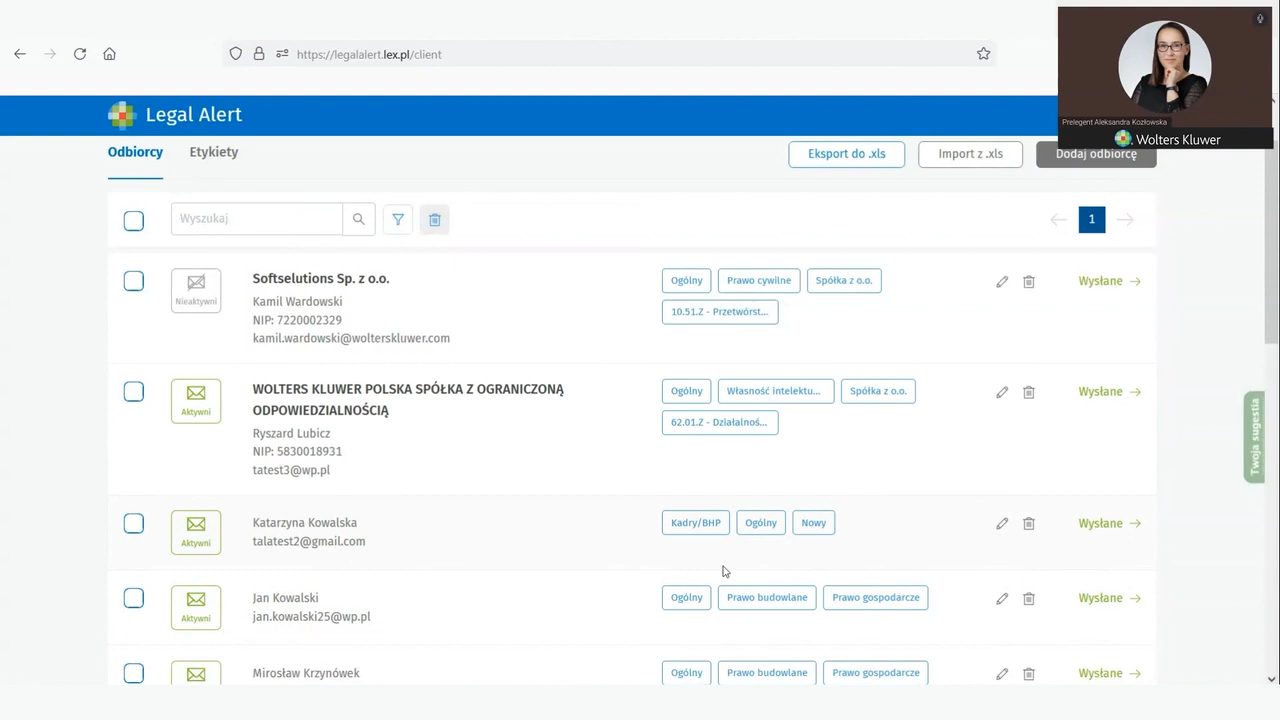 https://legalalert.lex.pl/client
Prelegent Aleksandra Kozłowska
Wolters Kluwer
Legal Alert
Odbiorcy
Etykiety
Eksport do .xls
Import z .xls
Dodaj odbiorcę
Wyszukaj
1
Nieaktywni
Softselutions Sp. z o.o.
Kamil Wardowski
NIP: 7220002329
kamil.wardowski@wolterskluwer.com
Ogólny
Prawo cywilne
Spółka z o.o.
10.51.Z - Przetwórst...
Wysłane
Aktywni
WOLTERS KLUWER POLSKA SPÓŁKA Z OGRANICZONĄ
ODPOWIEDZIALNOŚCIĄ
Ryszard Lubicz
NIP: 5830018931
tatest3@wp.pl
Ogólny
Własność intelektu...
Spółka z o.o.
62.01.Z - Działalnoś...
Wysłane
Twoja sugestia
Aktywni
Katarzyna Kowalska
talatest2@gmail.com
Kadry/BHP
Ogólny
Nowy
Wysłane
Aktywni
Jan Kowalski
jan.kowalski25@wp.pl
Ogólny
Prawo budowlane
Prawo gospodarcze
Wysłane
Mirosław Krzynówek
Ogólny
Prawo budowlane
Prawo gospodarcze
Wysłane